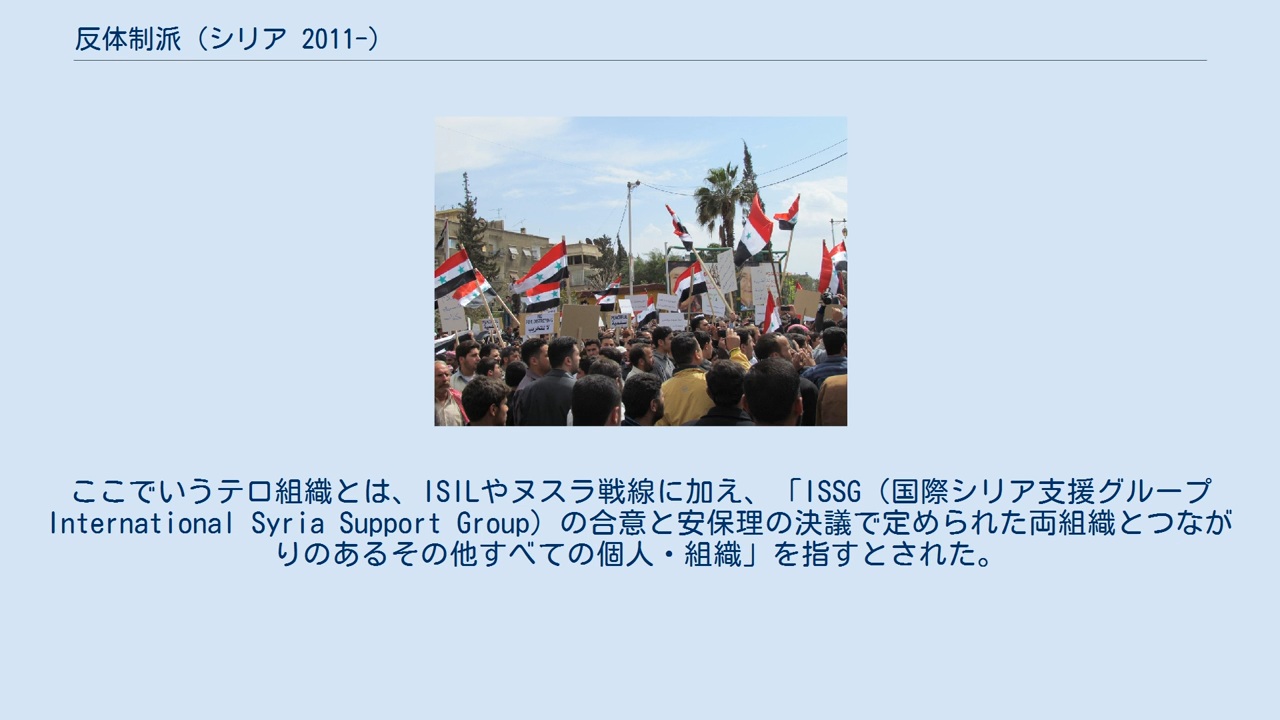 反体制派（シリア 2011-）
ここでいうテロ組織とは、ISILやヌスラ戦線に加え、「ISSG（国際シリア支援グループ
International Syria Support Group）の合意と安保理の決議で定められた両組織とつなが
りのあるその他すべての個人・組織」を指すとされた。